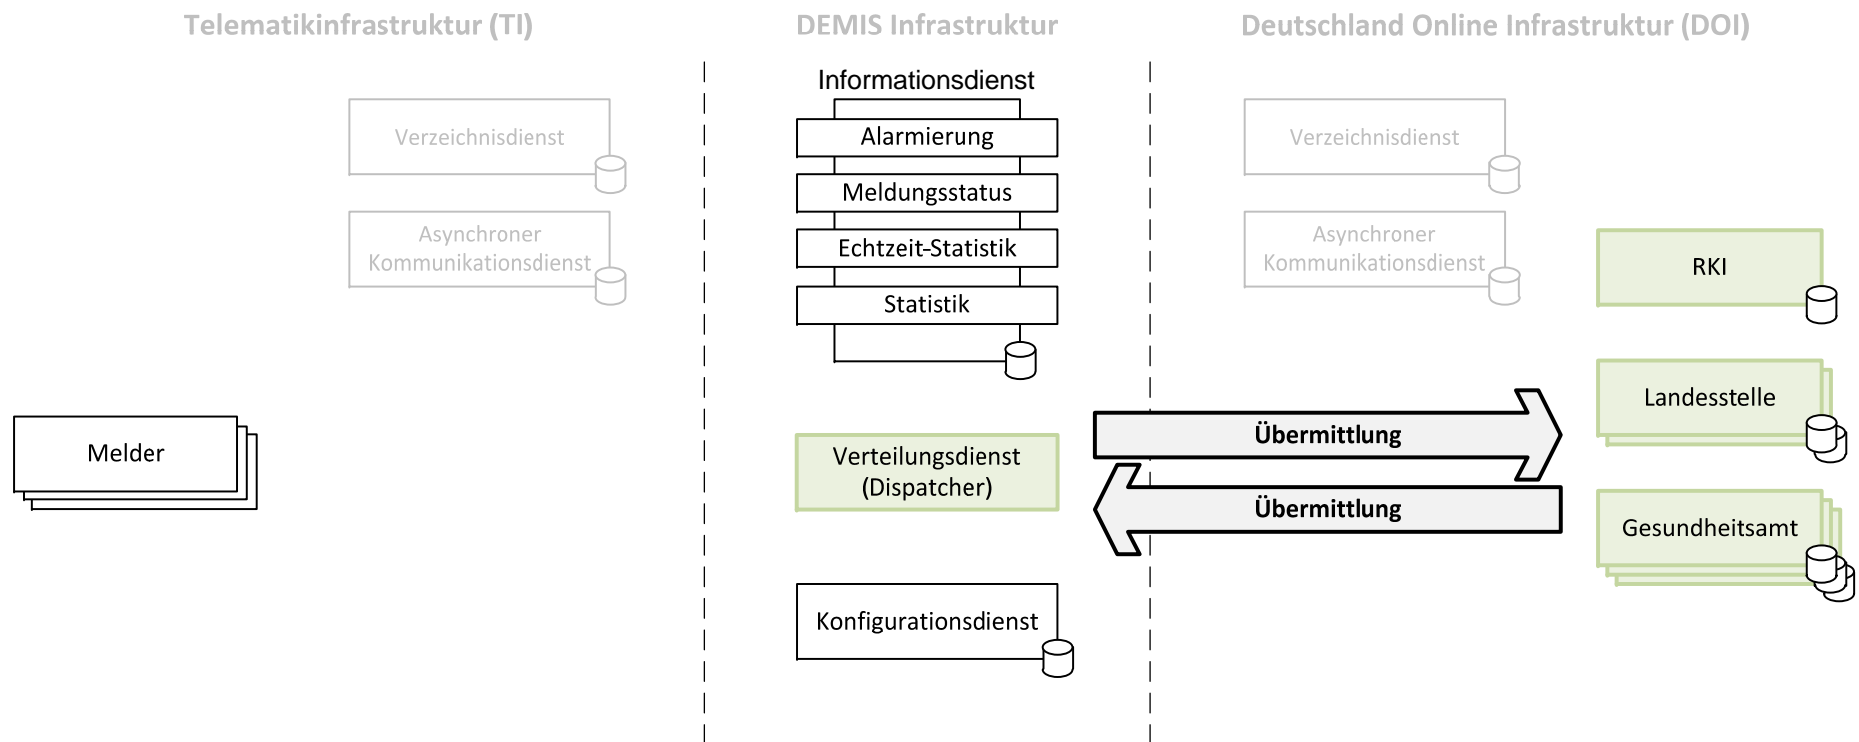 Telematikinfrastruktur (TI)
DEMIS Infrastruktur
Deutschland Online Infrastruktur (DOI)
Verzeichnisdienst
Asynchroner
Kommunikationsdienst
Melder
Informationsdienst
Alarmierung
Meldungsstatus
Echtzeit-Statistik
Statistik
Verteilungsdienst
(Dispatcher)
Konfigurationsdienst
Verzeichnisdienst
Asynchroner
Kommunikationsdienst
Übermittlung
Übermittlung
RKI
Landesstelle
Gesundheitsamt